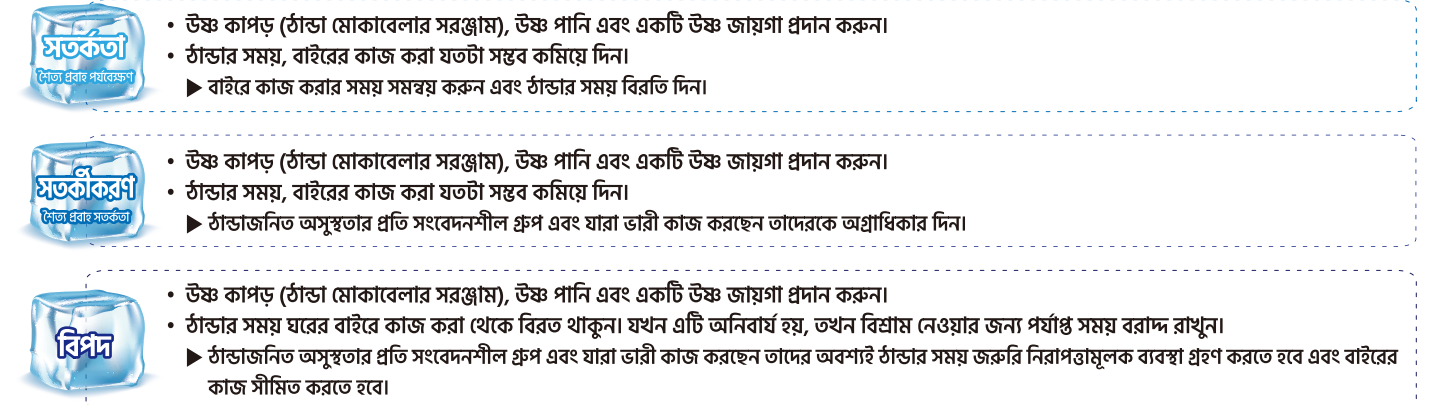 সতর্কতা
শৈত্য প্রবাহ পর্যবেক্ষণ
• উষ্ণ কাপড় (ঠান্ডা মোকাবেলার সরঞ্জাম), উষ্ণ পানি এবং একটি উষ্ণ জায়গা প্রদান করুন।
• ঠান্ডার সময়, বাইরের কাজ করা যতটা সম্ভব কমিয়ে দিন।
▶ বাইরে কাজ করার সময় সমন্বয় করুন এবং ঠান্ডার সময় বিরতি দিন।
সতর্কীকরণ
শৈত্য প্রবাহ সতর্কতা
• উষ্ণ কাপড় (ঠান্ডা মোকাবেলার সরঞ্জাম), উষ্ণ পানি এবং একটি উষ্ণ জায়গা প্রদান করুন।
• ঠান্ডার সময়, বাইরের কাজ করা যতটা সম্ভব কমিয়ে দিন।
▶ ঠান্ডাজনিত অসুস্থতার প্রতি সংবেদনশীল গ্রুপ এবং যারা ভারী কাজ করছেন তাদেরকে অগ্রাধিকার দিন।
বিপদ
• উষ্ণ কাপড় (ঠান্ডা মোকাবেলার সরঞ্জাম), উষ্ণ পানি এবং একটি উষ্ণ জায়গা প্রদান করুন।
• ঠান্ডার সময় ঘরের বাইরে কাজ করা থেকে বিরত থাকুন। যখন এটি অনিবার্য হয়, তখন বিশ্রাম নেওয়ার জন্য পর্যাপ্ত সময় বরাদ্দ রাখুন।
▶ ঠান্ডাজনিত অসুস্থতার প্রতি সংবেদনশীল গ্রুপ এবং যারা ভারী কাজ করছেন তাদের অবশ্যই ঠান্ডার সময় জরুরি নিরাপত্তামূলক ব্যবস্থা গ্রহণ করতে হবে এবং বাইরের
কাজ সীমিত করতে হবে।